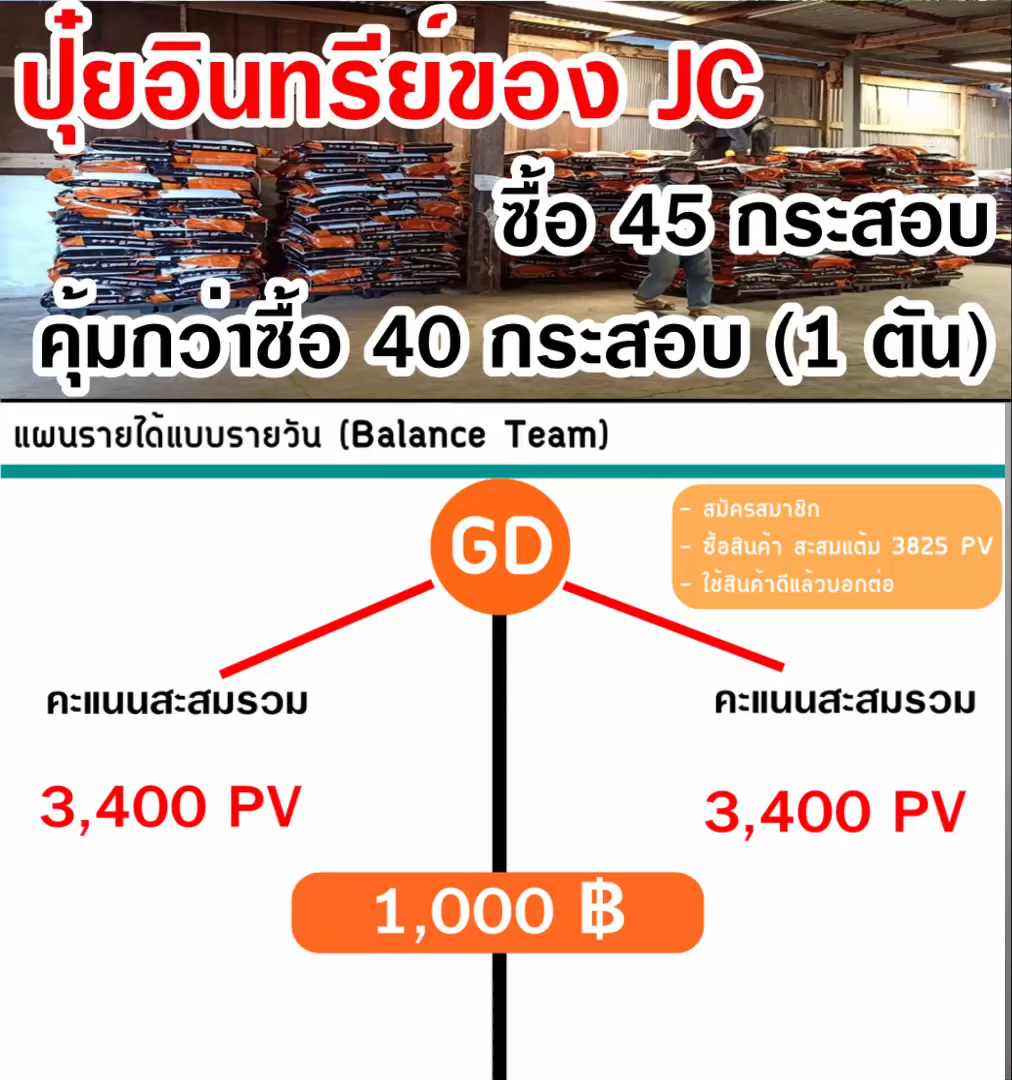 ปุ๋ยอินทรีย์ของ JC
ซื้อ 45 กระสอบ
คุ้มกว่าซื้อ 40 กระสอบ (1 ตัน)
แผนรายได้แบบรายวัน (Balance Team)
GD
- สมัครสมาชิก
- ซื้อสินค้า สะสมแต้ม 3825 PV
- ใช้สินค้าดีแล้วบอกต่อ
คะแนนสะสมรวม
3,400 PV
คะแนนสะสมรวม
3,400 PV
1,000 ฿